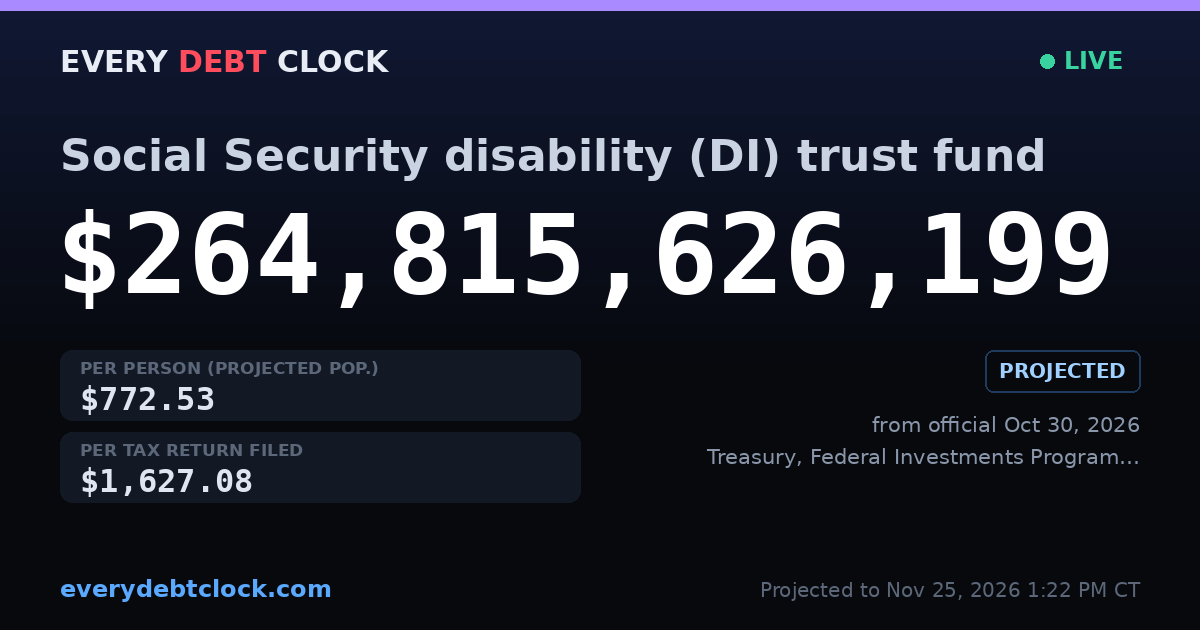 EVERY DEBT CLOCK
LIVE
Social Security disability (DI) trust fund
$264,815,626,199
PER PERSON (PROJECTED POP.)
$772.53
PER TAX RETURN FILED
$1,627.08
PROJECTED
from official Oct 30, 2026
Treasury, Federal Investments Program…
everydebtclock.com
Projected to Nov 25, 2026 1:22 PM CT